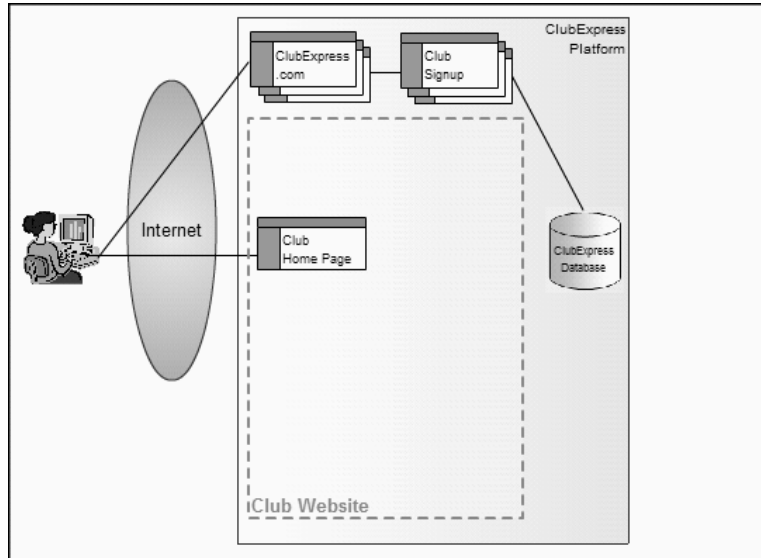 ClubExpress
Platform
ClubExpress
.com
Club
Signup
Internet
Club
Home Page
ClubExpress
Database
Club Website